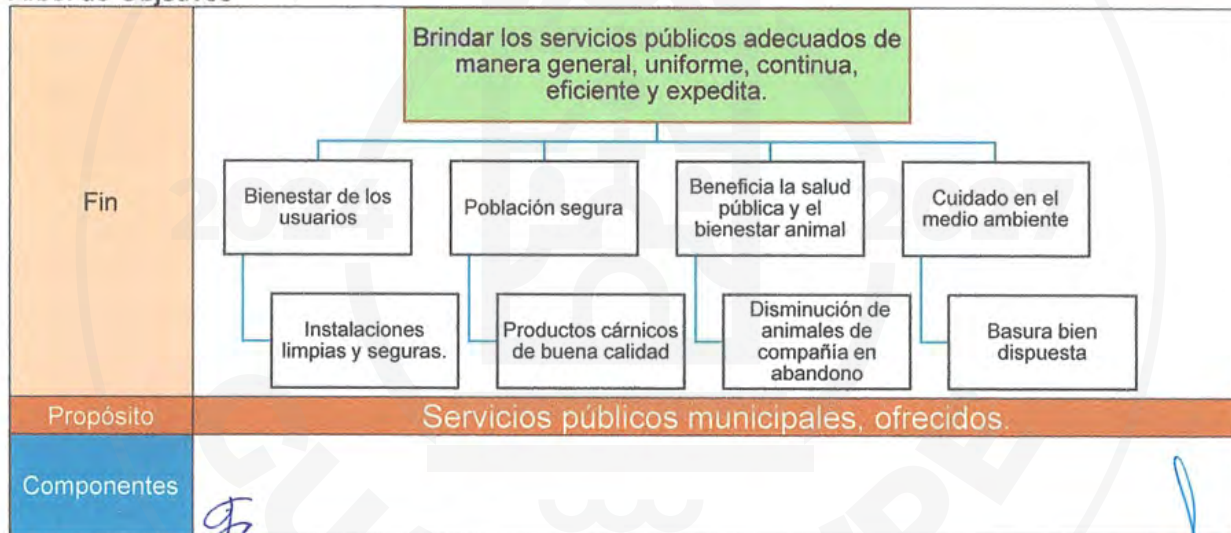 Brindar los servicios públicos adecuados de
manera general, uniforme, continua,
eficiente y expedita.
Fin
Bienestar de los
usuarios
Población segura
Beneficia la salud
pública y el
bienestar animal
Cuidado en el
medio ambiente
2024
2027
Instalaciones
limpias y seguras.
Productos cárnicos
de buena calidad
Disminución de
animales de
compañía en
abandono
Basura bien
dispuesta
Propósito
Servicios públicos municipales, ofrecidos.
Componentes